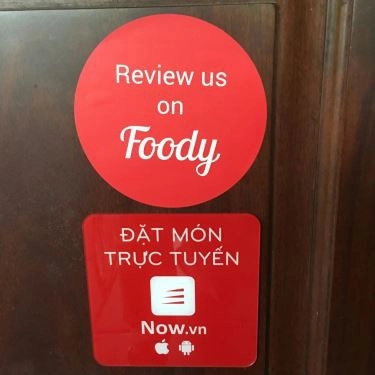 Review us
on
Foody
ĐẶT MÓN
TRỰC TUYẾN
Now.vn